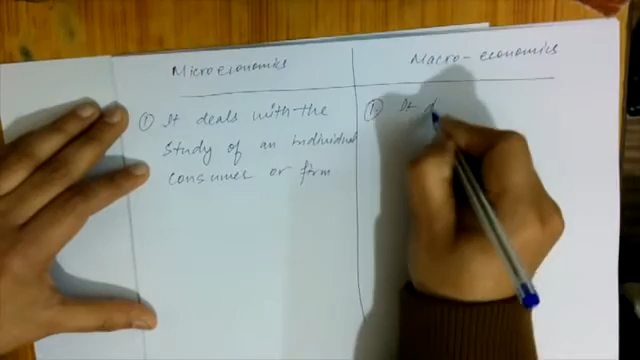 Microeconomics
Macro-economics
① It deals with the
study of an individual
consumer or firm
① It d